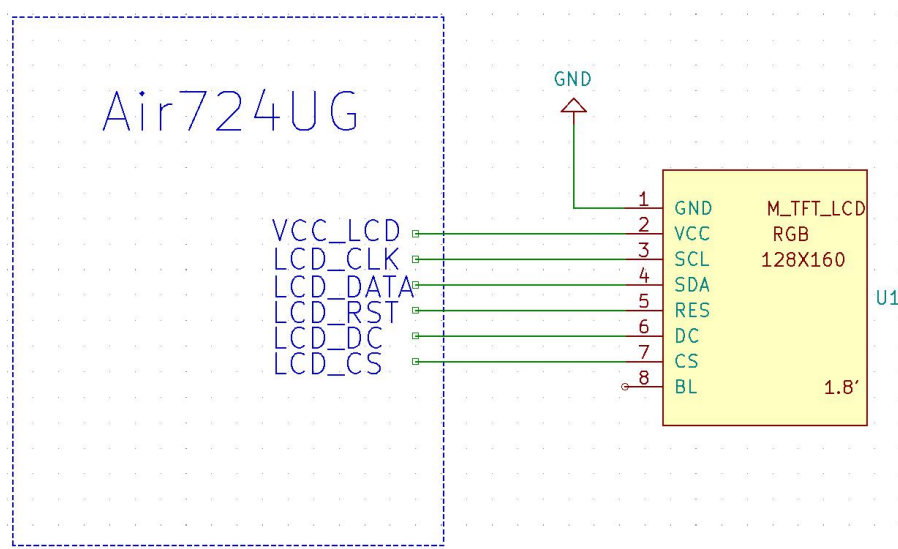 GND
Air724UG
1 GND M_TFT_LCD
VCC_LCD 2 VCC RGB
LCD_CLK 3 SCL 128X160
LCD_DATA 4 SDA
U1
LCD_RST 5 RES
LCD_DC 6 DC
LCD_CS 7 CS
8 BL 1.8'